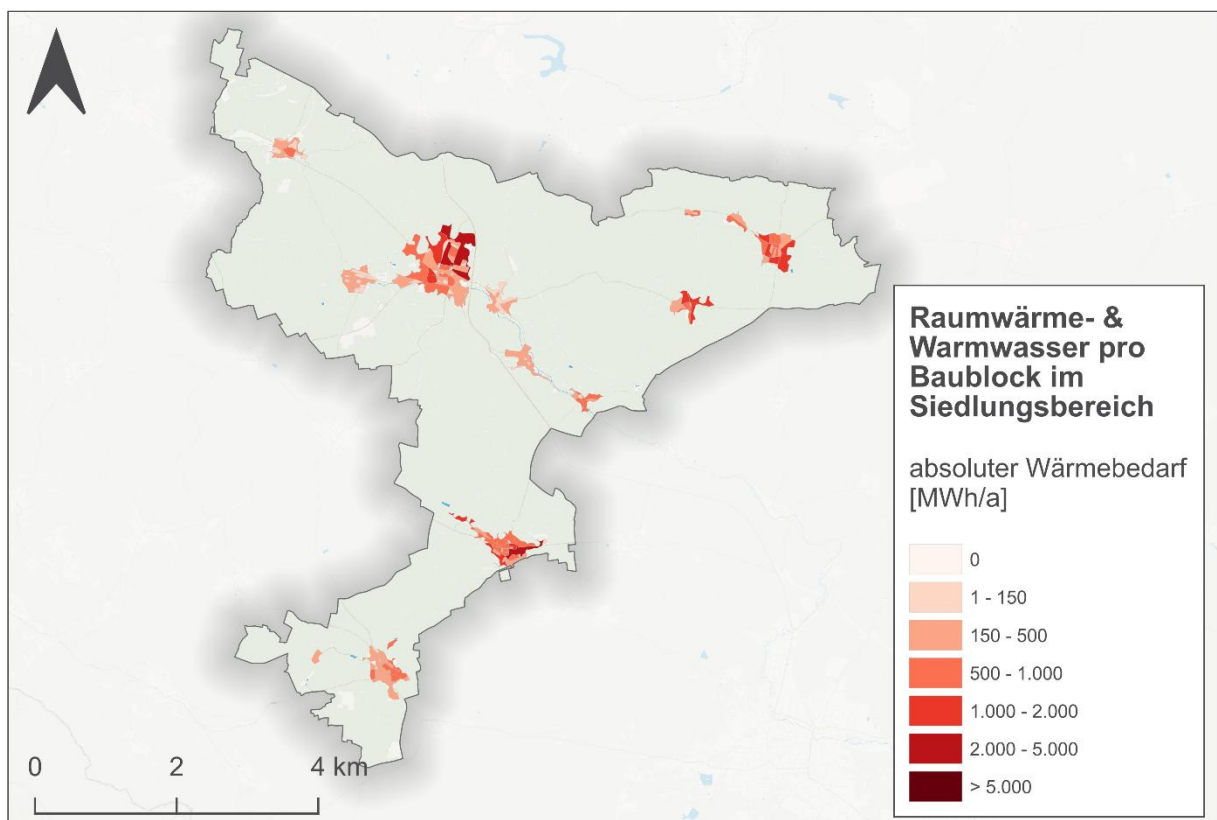 Raumwärme- &
Warmwasser pro
Baublock im
Siedlungsbereich
absoluter Wärmebedarf
[MWh/a]
0
1 - 150
150 - 500
500 - 1.000
1.000 - 2.000
2.000 - 5.000
> 5.000
0 2 4 km